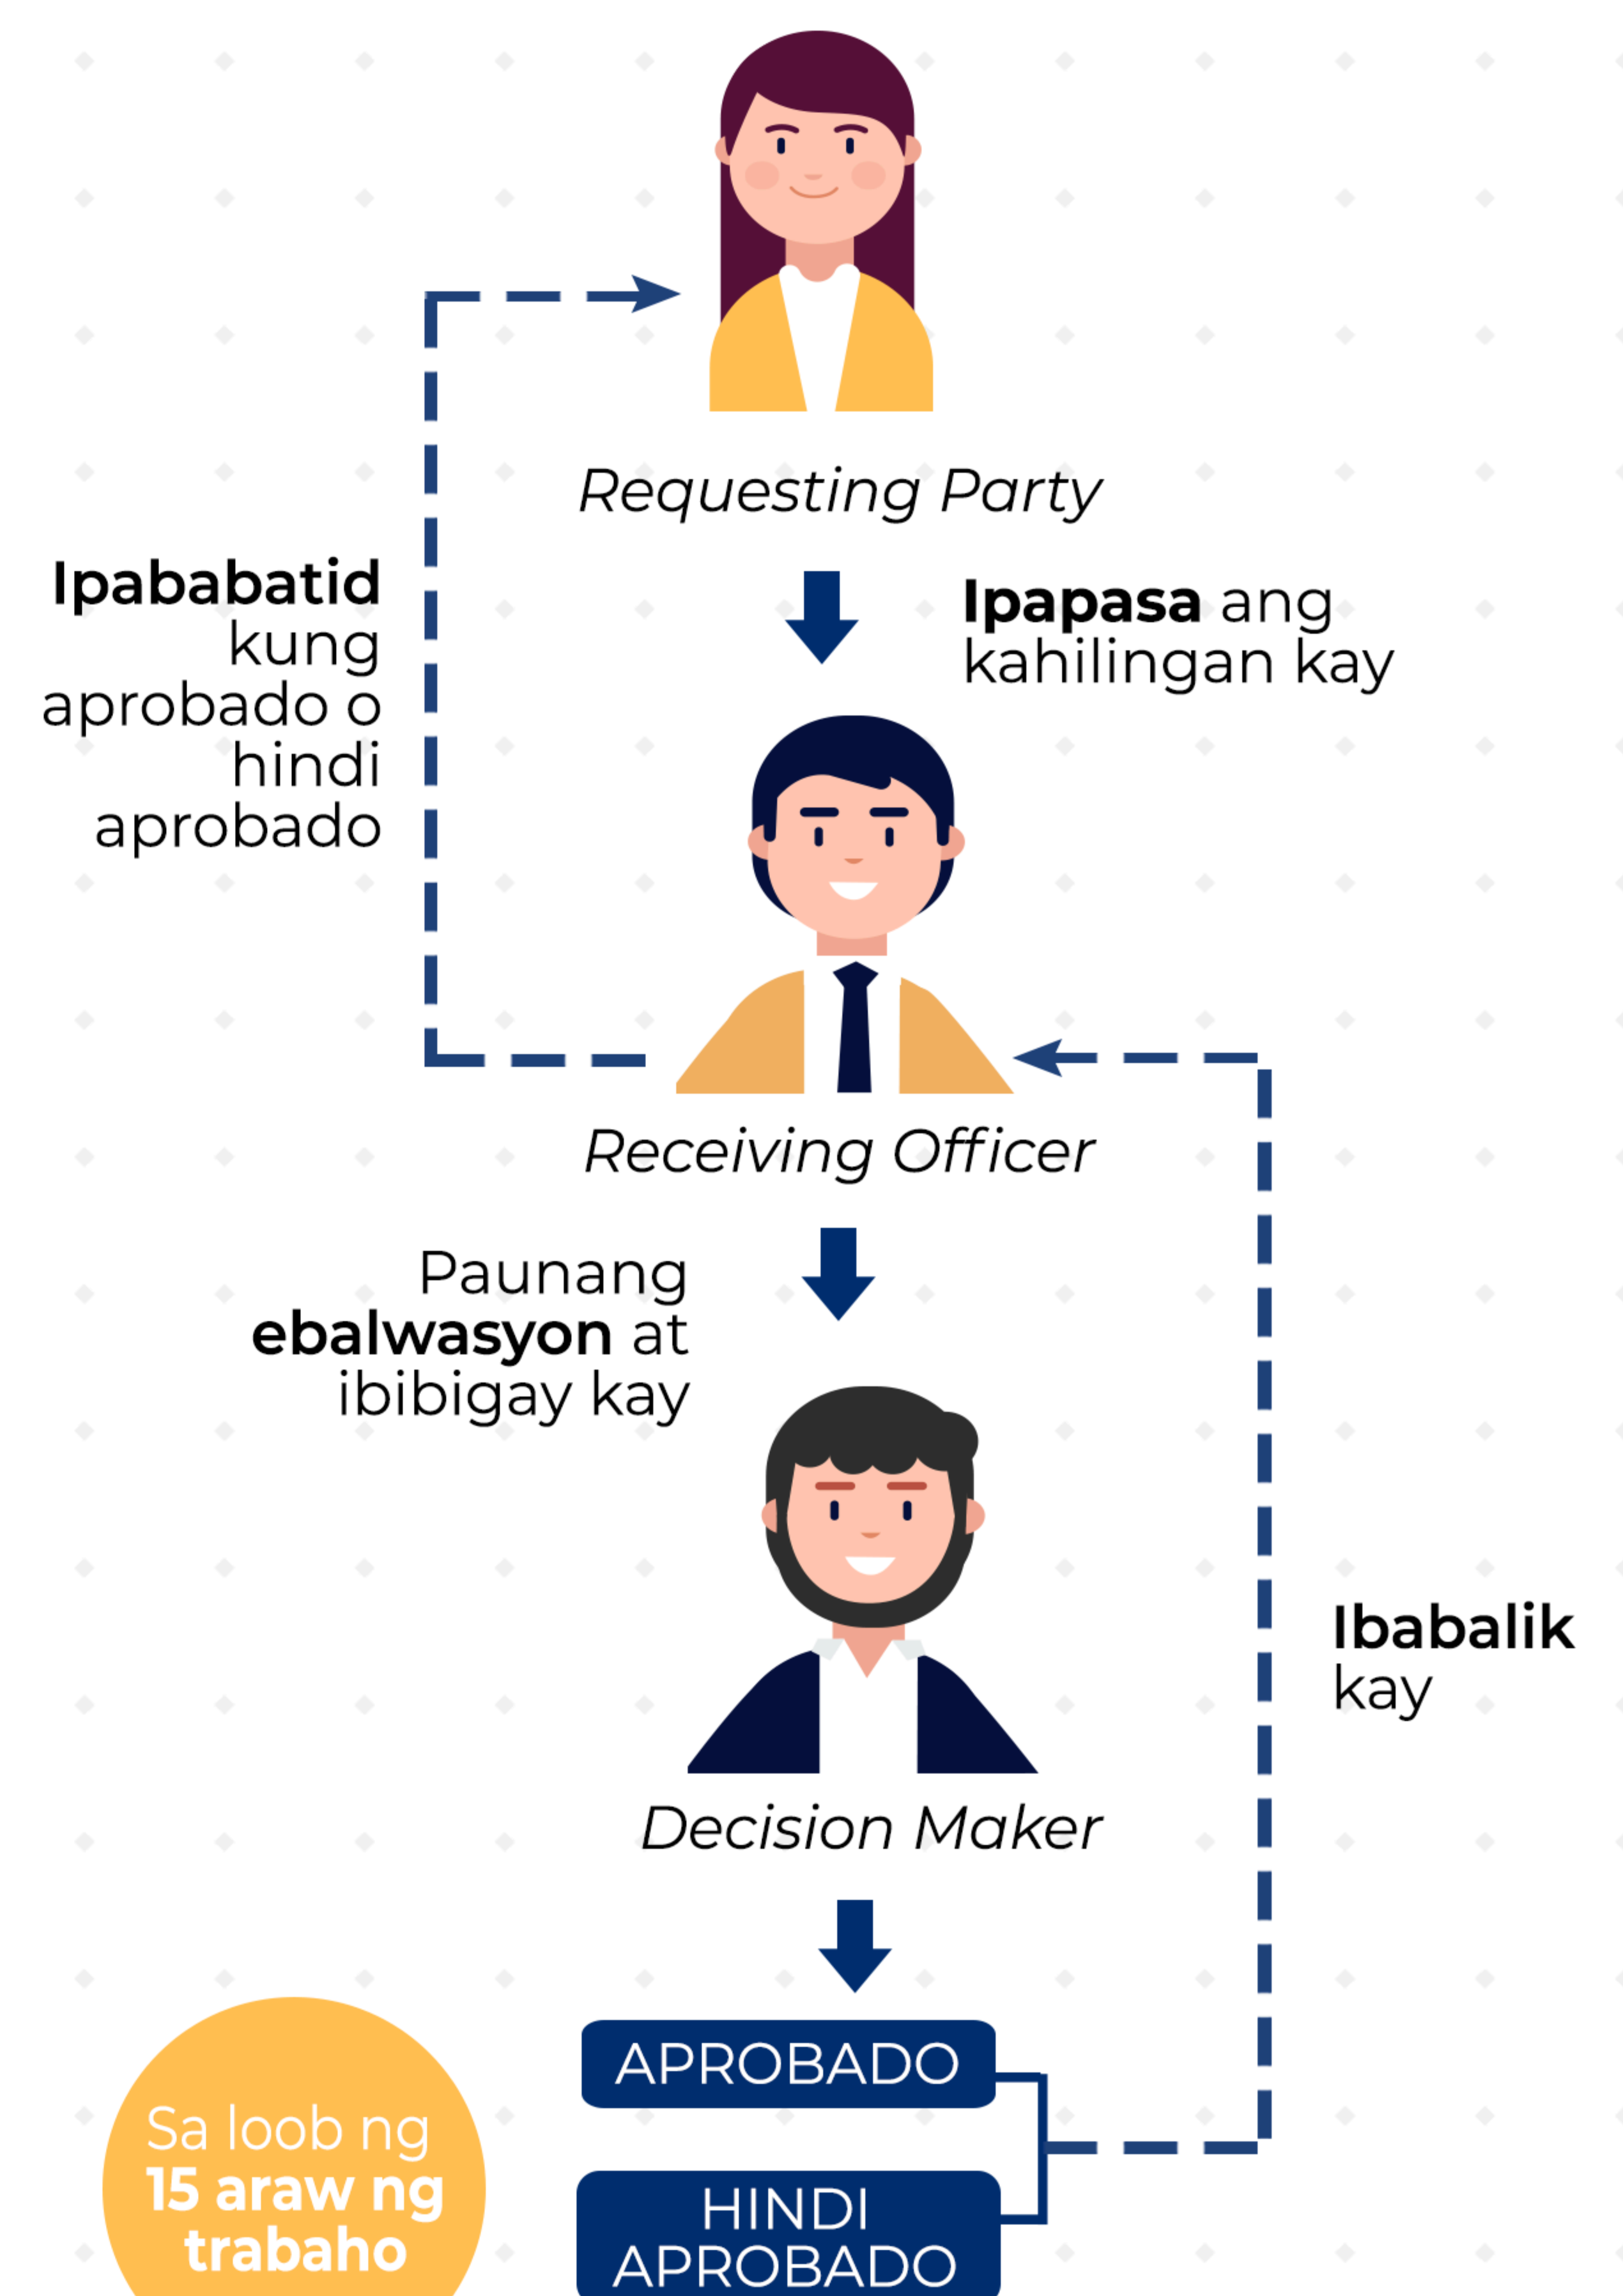 Requesting Party
Ipapasa ang
kahilingan kay
Ipababatid
kung
aprobado o
hindi
aprobado
Receiving Officer
Paunang
ebalwasyon at
ibibigay kay
Decision Maker
Ibabalik
kay
APROBADO
HINDI
APROBADO
Sa loob ng
15 araw ng
trabaho